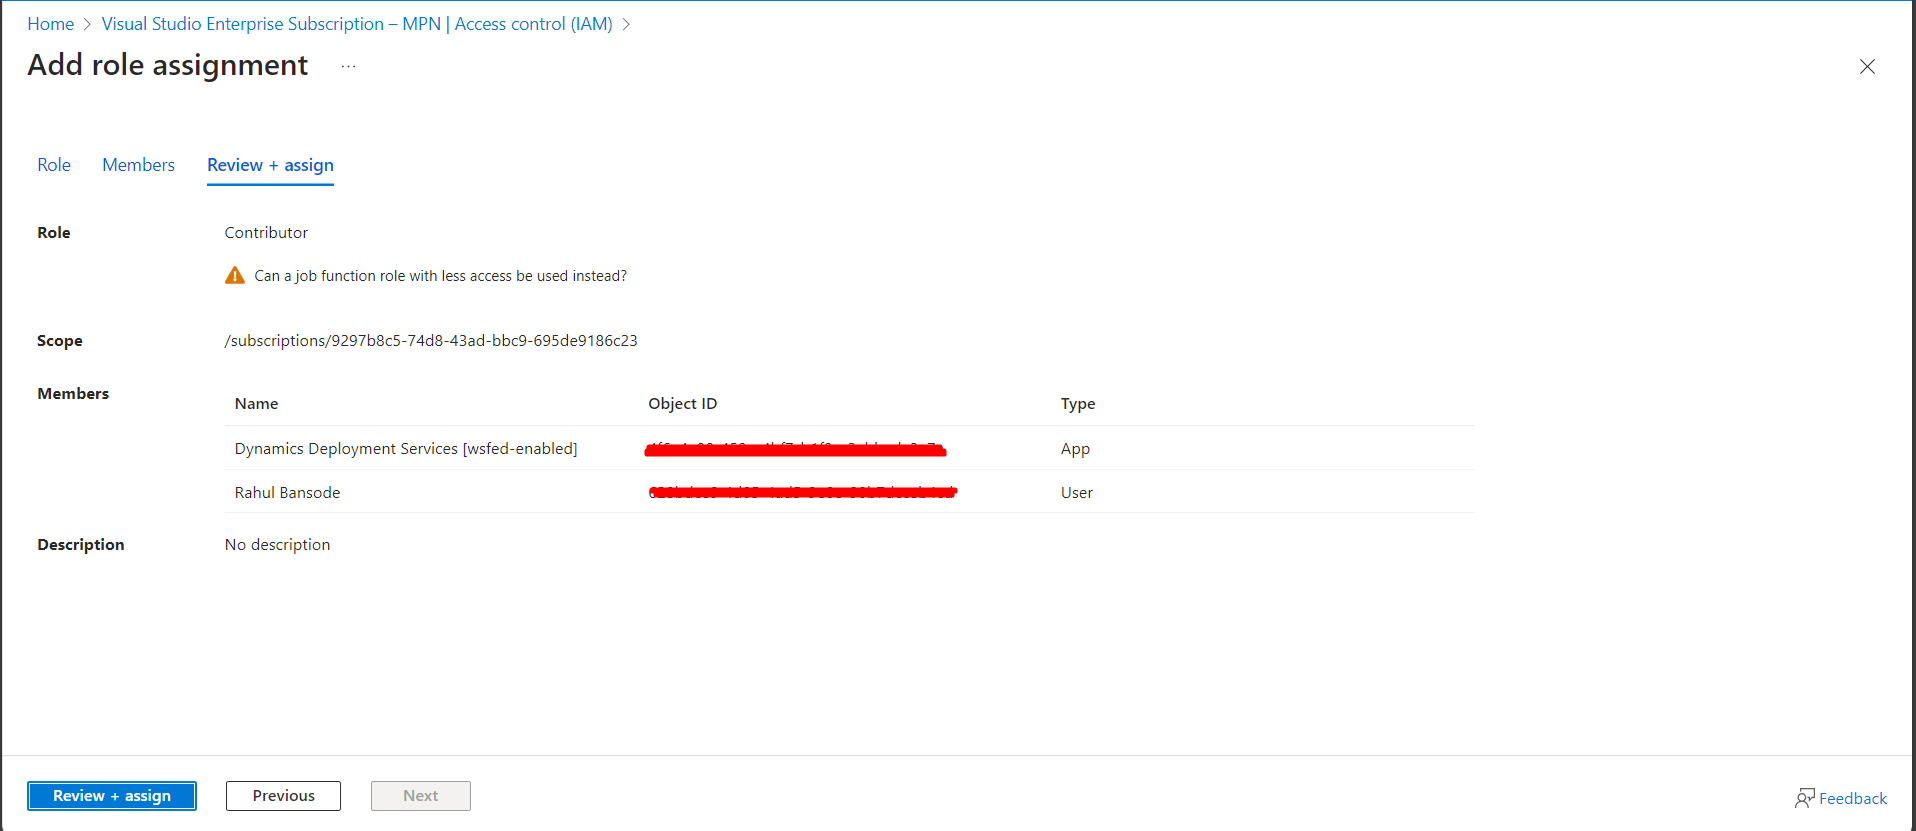 Home > Visual Studio Enterprise Subscription – MPN | Access control (IAM) >
Add role assignment ...
Role Members Review + assign
Role Contributor
Can a job function role with less access be used instead?
Scope /subscriptions/9297b8c5-74d8-43ad-bbc9-695de9186c23
Members
Name Object ID Type
Dynamics Deployment Services [wsfed-enabled] App
Rahul Bansode User
Description No description
Review + assign Previous Next
Feedback